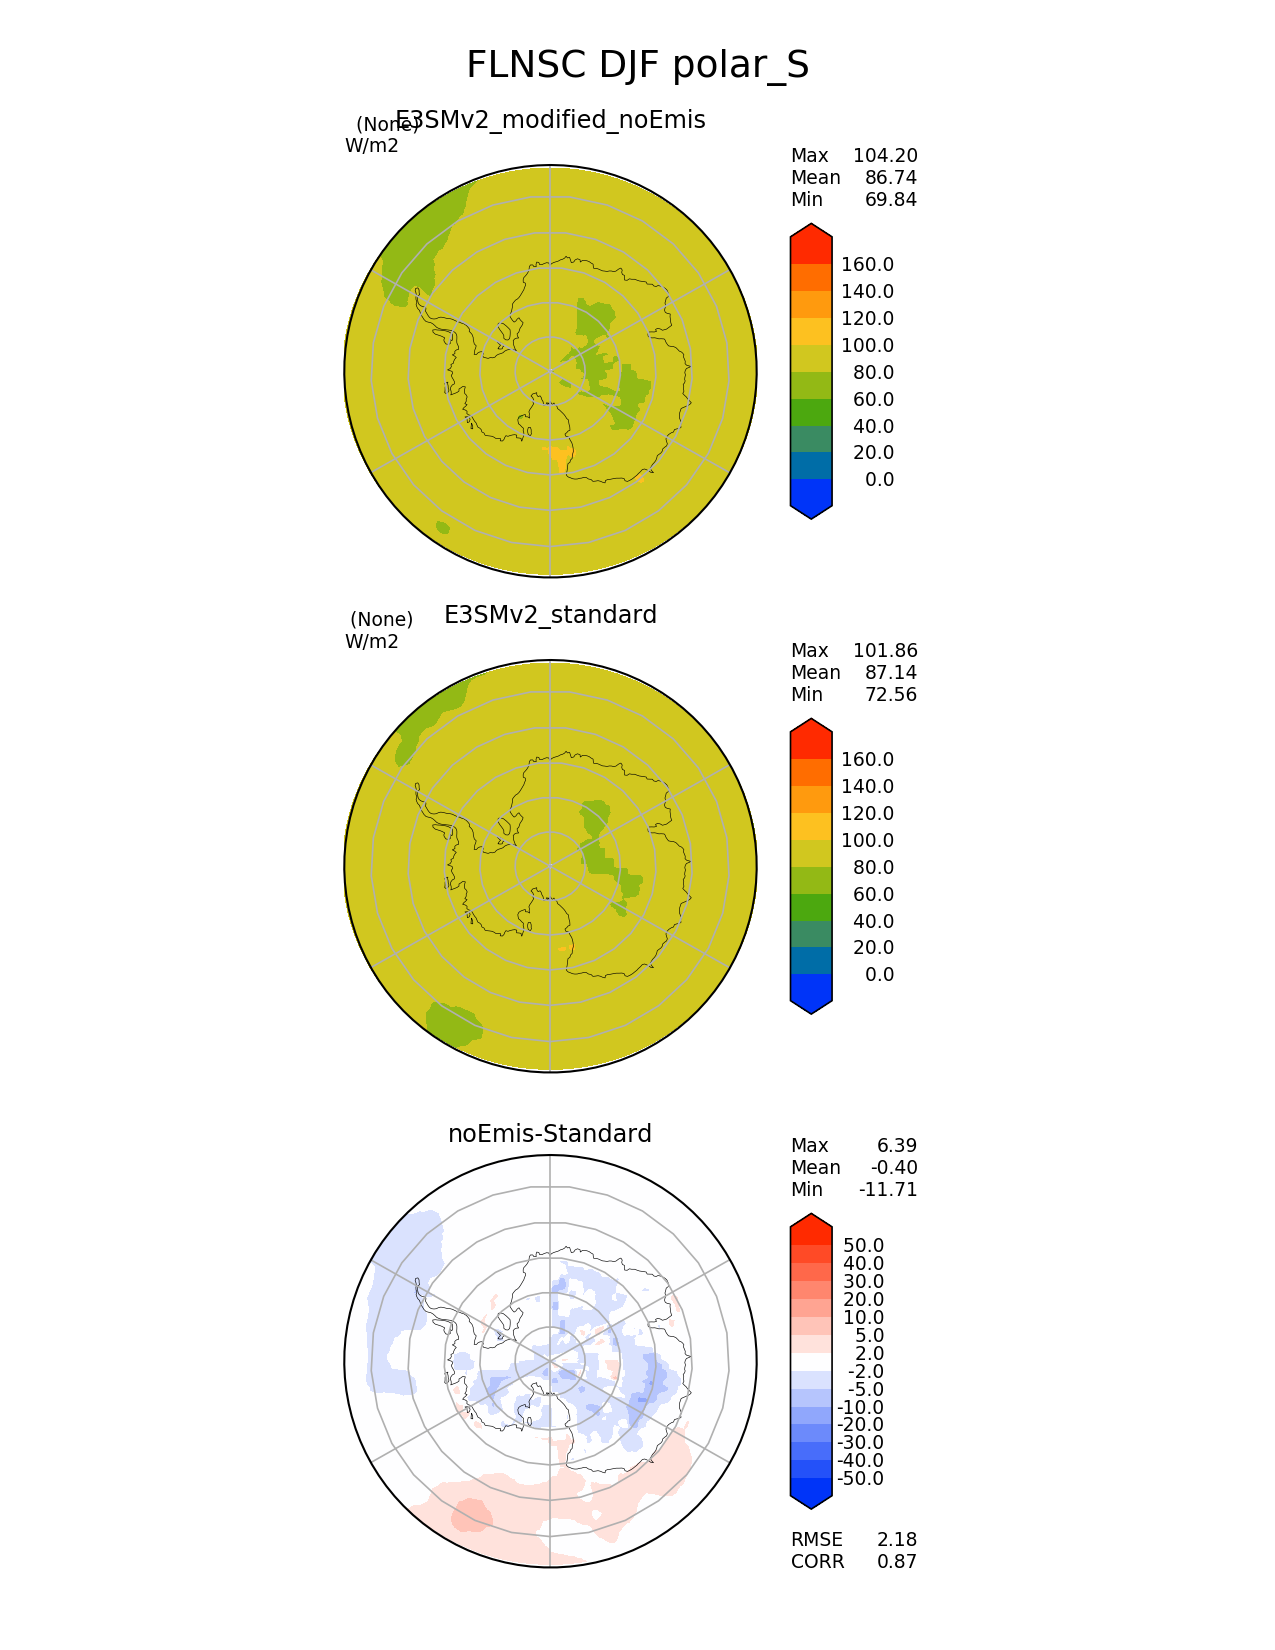 FLNSC DJF polar_S
E3SMv2_modified_noEmis
(None)
W/m2
Max 104.20
Mean 86.74
Min 69.84
160.0
140.0
120.0
100.0
80.0
60.0
40.0
20.0
0.0
E3SMv2_standard
(None)
W/m2
Max 101.86
Mean 87.14
Min 72.56
160.0
140.0
120.0
100.0
80.0
60.0
40.0
20.0
0.0
noEmis-Standard
Max 6.39
Mean -0.40
Min -11.71
50.0
40.0
30.0
20.0
10.0
5.0
2.0
-2.0
-5.0
-10.0
-20.0
-30.0
-40.0
-50.0
RMSE 2.18
CORR 0.87